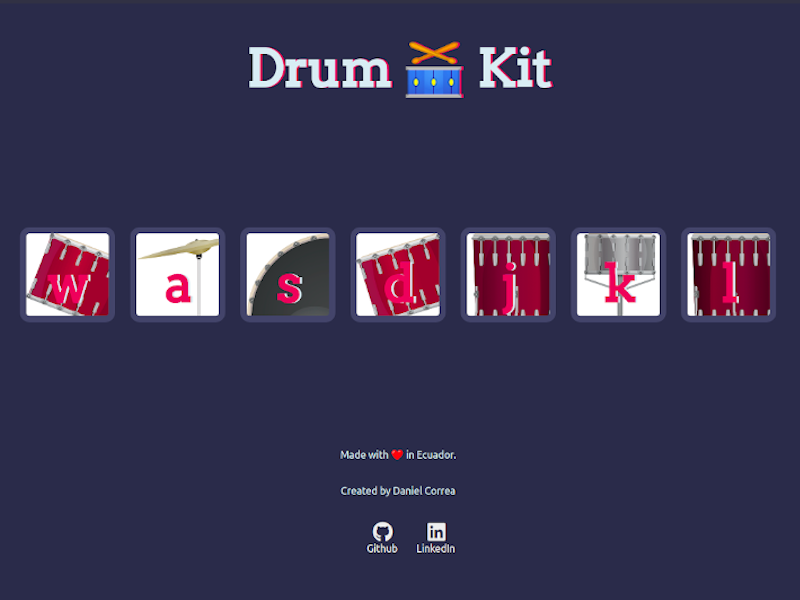 Drum 🥁 Kit
w a s d j k l
Made with ❤️ in Ecuador.
Created by Daniel Correa
Github LinkedIn